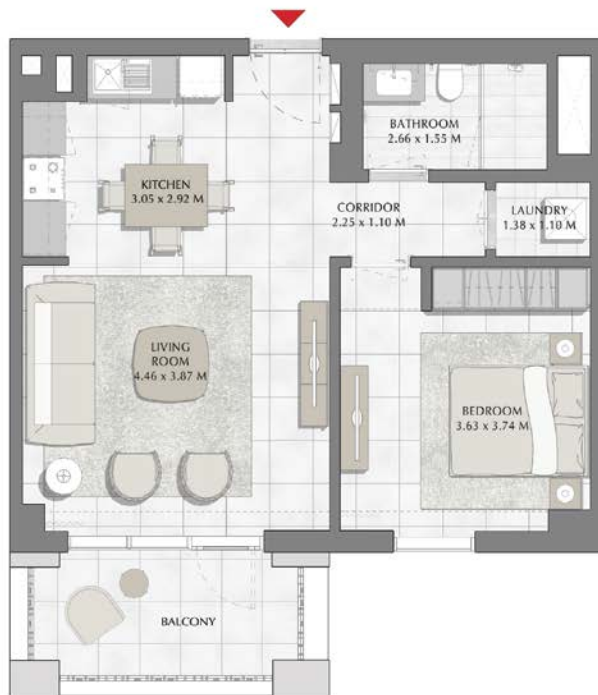 BATHROOM
2.66 x 1.55 M
KITCHEN
3.05 x 2.92 M
CORRIDOR
2.25 x 1.10 M
LAUNDRY
1.38 x 1.10 M
LIVING
ROOM
4.46 x 3.87 M
BEDROOM
3.63 x 3.74 M
BALCONY